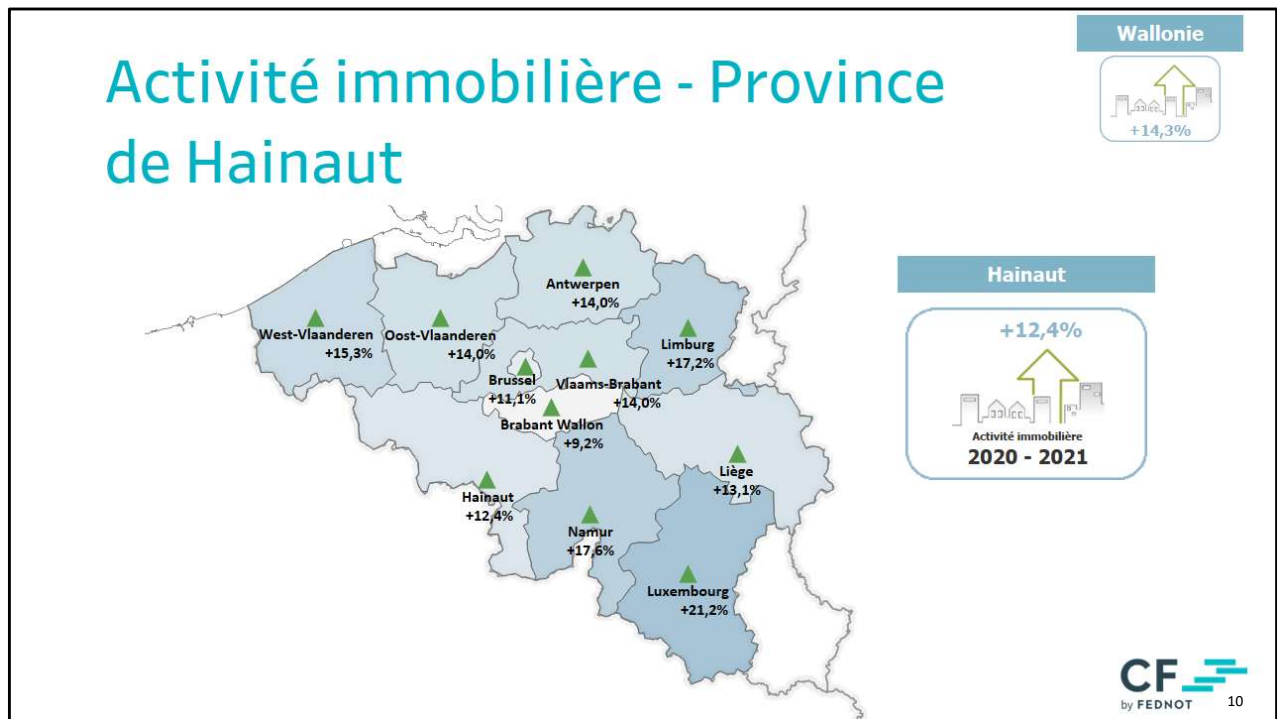 Activité immobilière - Province
de Hainaut
Wallonie
+14,3%
Antwerpen
+14,0%
West-Vlaanderen
+15,3%
Oost-Vlaanderen
+14,0%
Limburg
+17,2%
Brussel
+11,1%
Vlaams-Brabant
+14,0%
Brabant Wallon
+9,2%
Liège
+13,1%
Hainaut
+12,4%
Namur
+17,6%
Luxembourg
+21,2%
Hainaut
+12,4%
Activité immobilière
2020 - 2021
CF
by FEDNOT
10